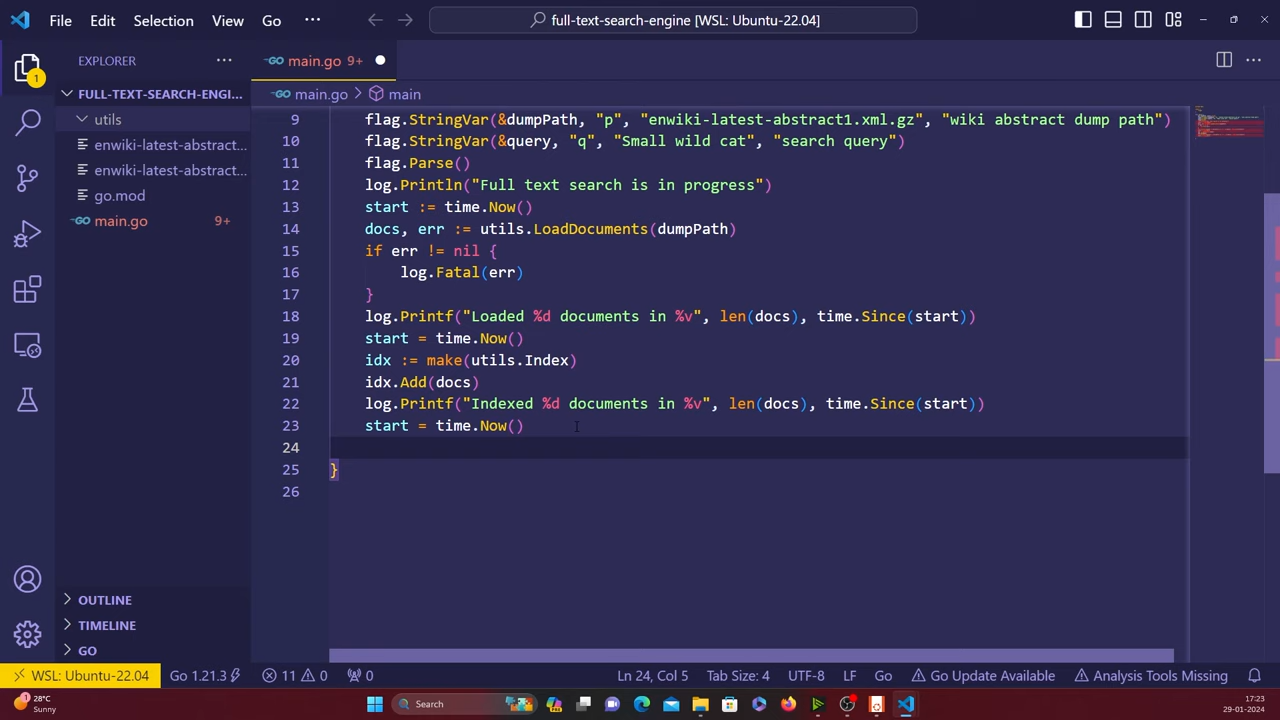 File Edit Selection View Go ··· full-text-search-engine [WSL: Ubuntu-22.04]
EXPLORER ···
GO main.go 9+
FULL-TEXT-SEARCH-ENGI...
GO main.go > main
utils
enwiki-latest-abstract...
enwiki-latest-abstract...
go.mod
GO main.go 9+
9 flag.StringVar(&dumpPath, "p", "enwiki-latest-abstract1.xml.gz", "wiki abstract dump path")
10 flag.StringVar(&query, "q", "Small wild cat", "search query")
11 flag.Parse()
12 log.Println("Full text search is in progress")
13 start := time.Now()
14 docs, err := utils.LoadDocuments(dumpPath)
15 if err != nil {
16 log.Fatal(err)
17 }
18 log.Printf("Loaded %d documents in %v", len(docs), time.Since(start))
19 start = time.Now()
20 idx := make(utils.Index)
21 idx.Add(docs)
22 log.Printf("Indexed %d documents in %v", len(docs), time.Since(start))
23 start = time.Now()
24
25 }
26
1
OUTLINE
TIMELINE
GO
WSL: Ubuntu-22.04 Go 1.21.3 11 0 0 Ln 24, Col 5 Tab Size: 4 UTF-8 LF Go Go Update Available Analysis Tools Missing
28°C
Sunny
Search
17:23
29-01-2024